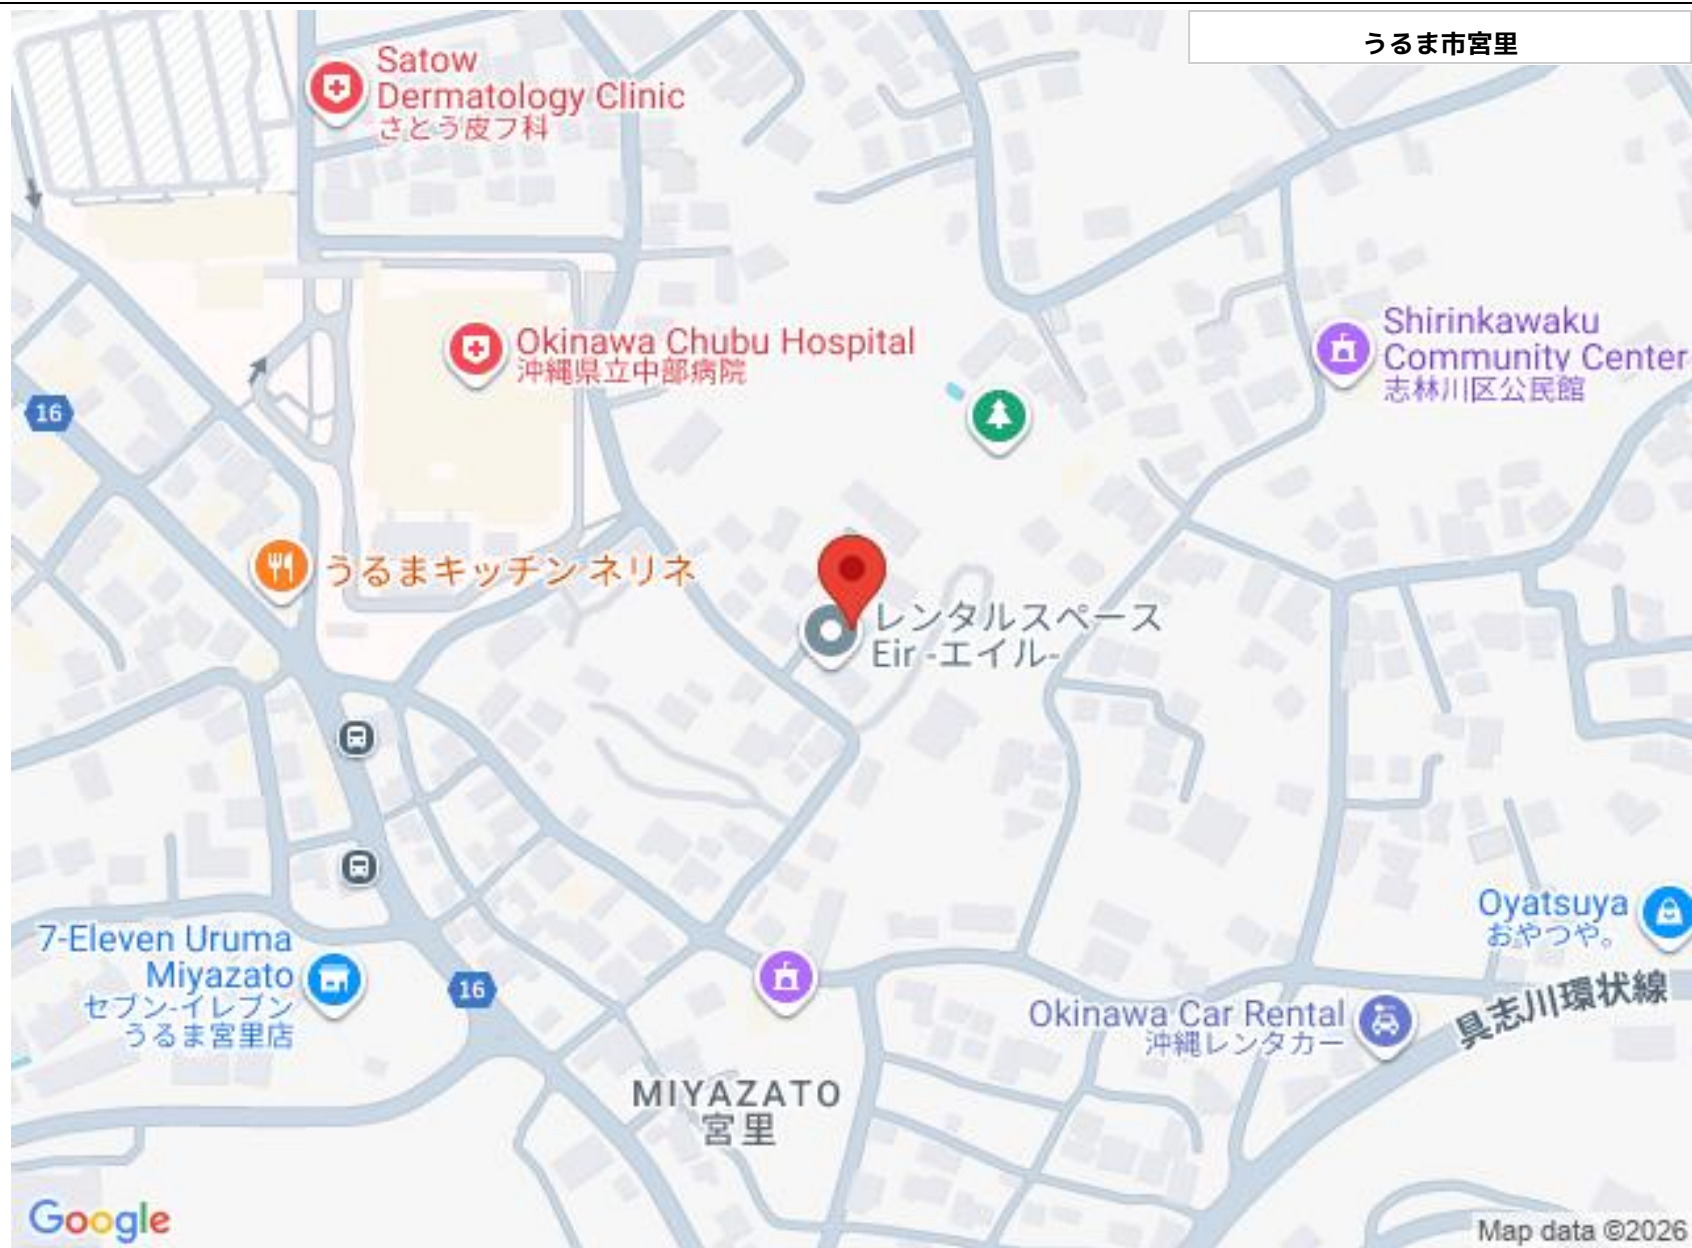 うるま市宮里
Satow
Dermatology Clinic
さとう皮フ科
Okinawa Chubu Hospital
沖縄県立中部病院
Shirinkawaku
Community Center
志林川区公民館
16
うるまキッチン ネリネ
レンタルスペース
Eir -エイル-
7-Eleven Uruma
Miyazato
セブン-イレブン
うるま宮里店
16
Oyatsuya
おやつや。
Okinawa Car Rental
沖縄レンタカー
具志川環状線
MIYAZATO
宮里
Google
Map data ©2026